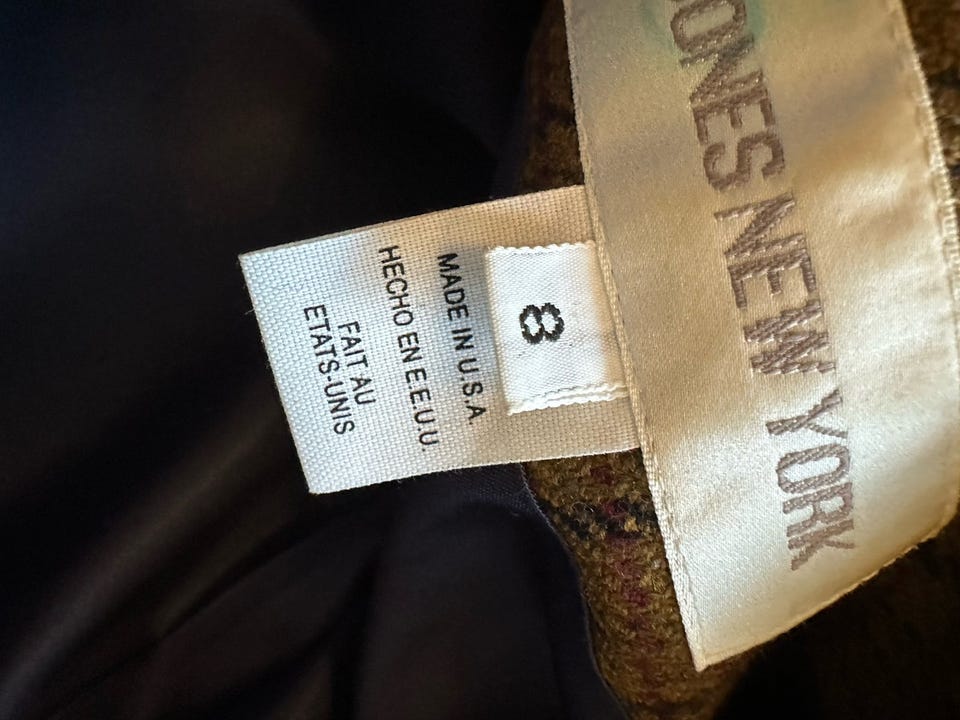 ONES NEW YORK
8
MADE IN U.S.A.
HECHO EN E.E.U.U.
FAIT AU
ETATS-UNIS